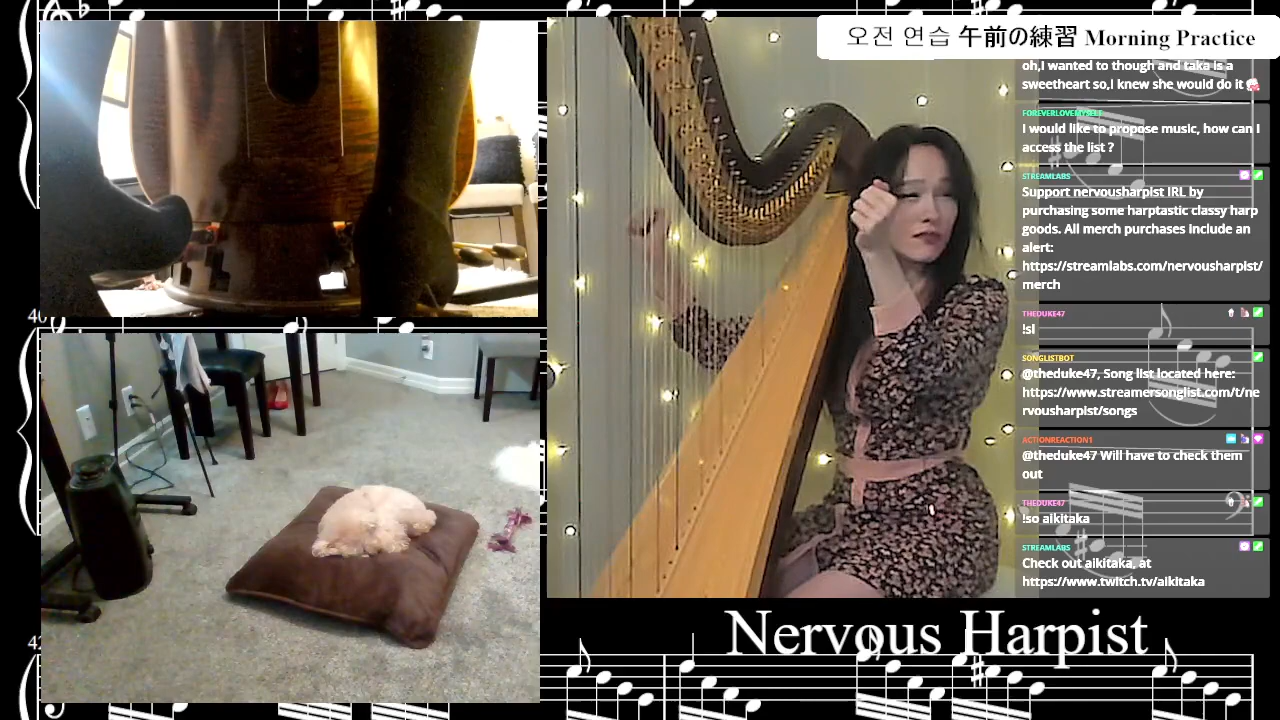 오전 연습 午前の練習 Morning Practice
oh,I wanted to though and taka is a
sweetheart so,I knew she would do it
FOREVERLOVEMYSELF
I would like to propose music, how can I
access the list ?
STREAMLABS
Support nervousharpist IRL by
purchasing some harptastic classy harp
goods. All merch purchases include an
alert:
https://streamlabs.com/nervousharpist/
merch
THEDUKE47
!sl
SONGLISTBOT
@theduke47, Song list located here:
https://www.streamersonglist.com/t/ne
rvousharpist/songs
ACTIONREACTION1
@theduke47 Will have to check them
out
THEDUKE47
!so aikitaka
STREAMLABS
Check out aikitaka, at
https://www.twitch.tv/aikitaka
40
42
Nervous Harpist